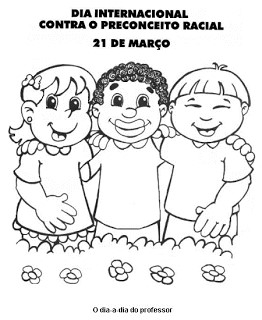 DIA INTERNACIONAL
CONTRA O PRECONCEITO RACIAL
21 DE MARÇO
O dia-a-dia do professor